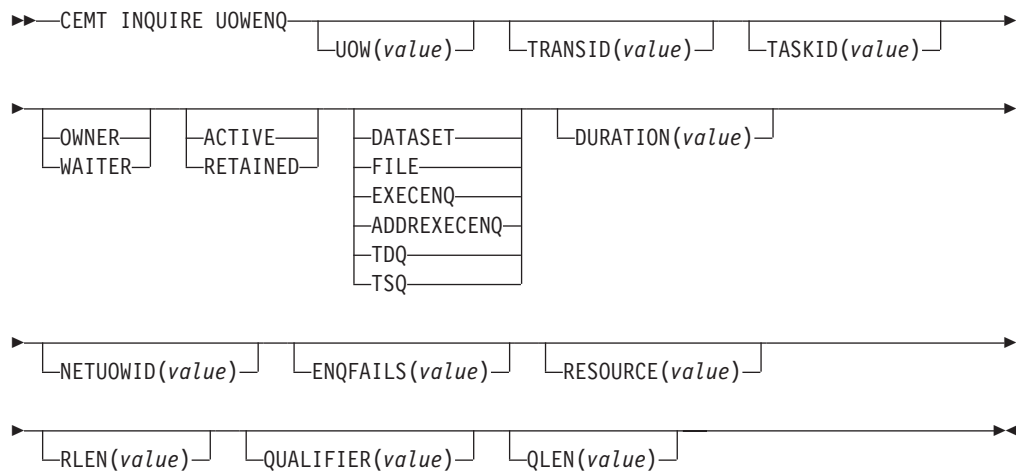 CEMT INQUIRE UOWENQ
UOW(value) TRANSID(value) TASKID(value)
OWNER ACTIVE DATASET DURATION(value)
WAITER RETAINED FILE
EXECENQ
ADDREXECENQ
TDQ
TSQ
NETUOWID(value) ENQFAILS(value) RESOURCE(value)
RLEN(value) QUALIFIER(value) QLEN(value)